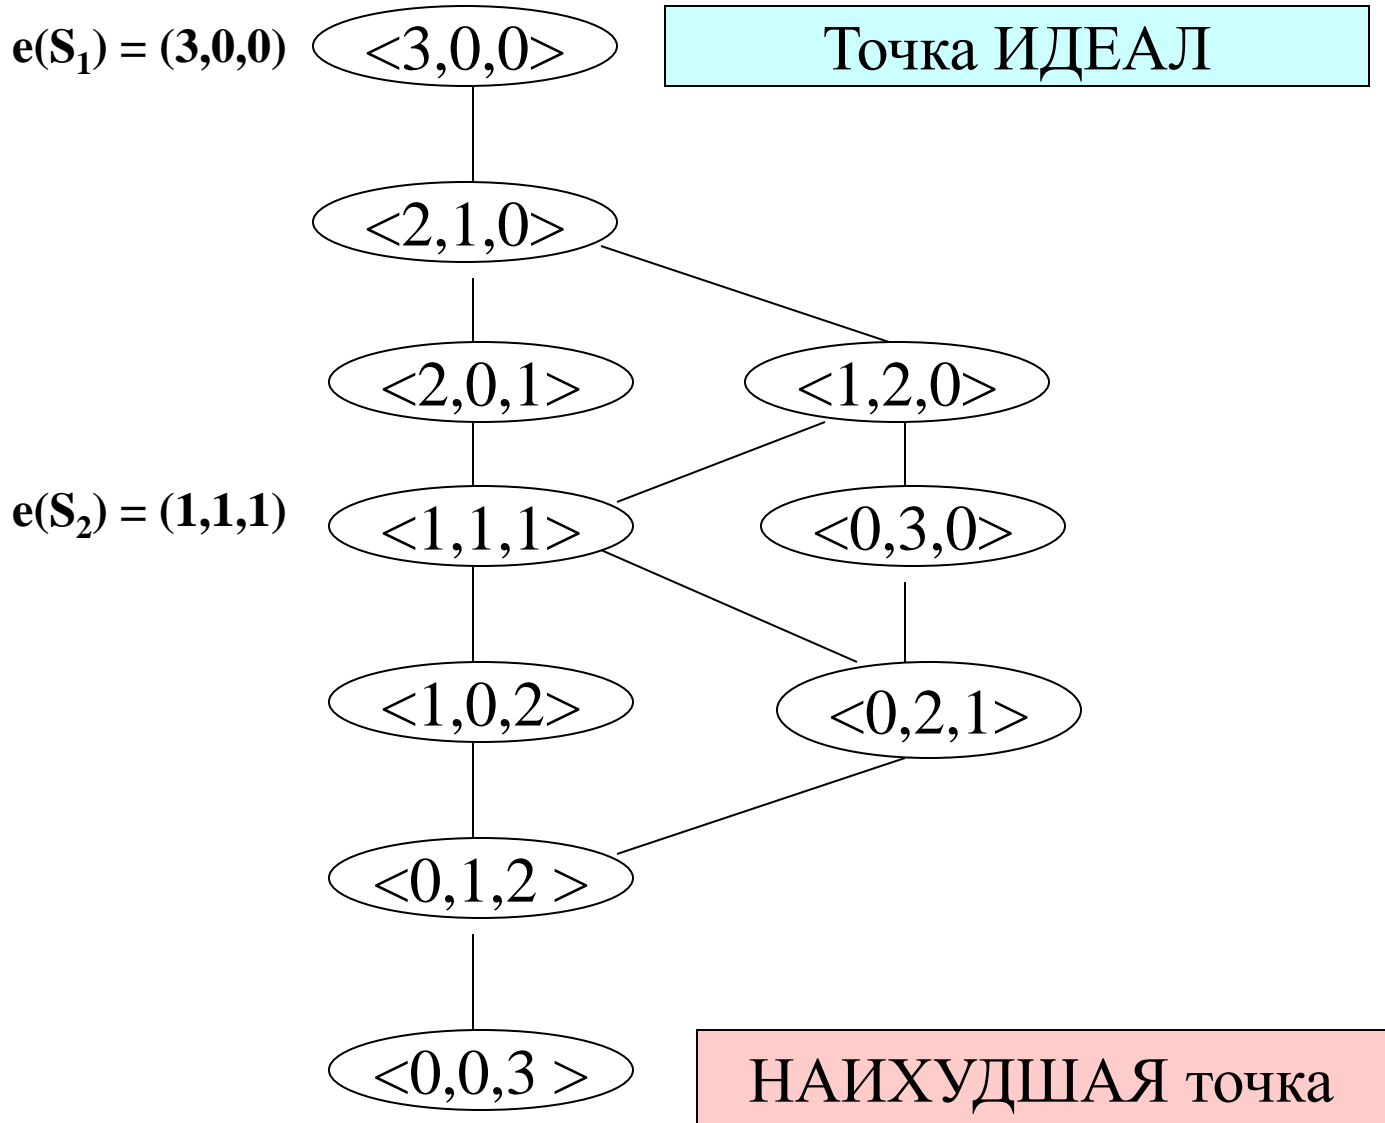 e(S₁) = (3,0,0) <3,0,0> Точка ИДЕАЛ
<2,1,0>
<2,0,1> <1,2,0>
e(S₂) = (1,1,1) <1,1,1> <0,3,0>
<1,0,2> <0,2,1>
<0,1,2 >
<0,0,3 > НАИХУДШАЯ точка